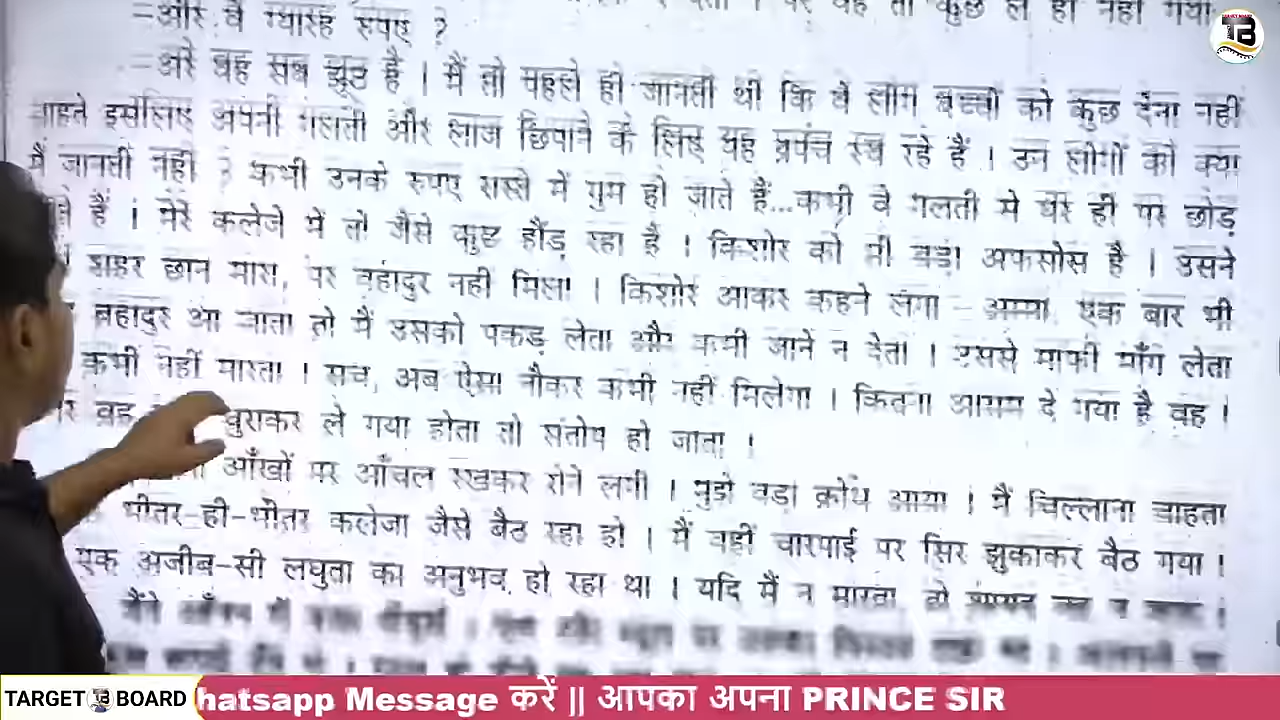 कुछ ले ही नहीं गया
–और वे ग्यारह रुपए ?
–अरे वह सब झूठ है । मैं तो पहले ही जानती थी कि वे लोग बच्चों को कुछ देना नहीं
चाहते इसलिए अपनी गलती और लाज छिपाने के लिए यह प्रपंच रच रहे हैं । उन लोगों को क्या
मैं जानती नहीं ? कभी उनके रुपए रास्ते में गुम हो जाते हैं...कभी वे गलती से घर ही पर छोड़
हैं । मेरे कलेजे में तो जैसे कुछ हौंड़ रहा है । किशोर को भी बड़ा अफसोस है । उसने
शहर छान मारा, पर बहादुर नहीं मिला । किशोर आकर कहने लगा – अम्मा, एक बार भी
बहादुर आ जाता तो मैं उसको पकड़ लेता और कभी जाने न देता । उससे माफी माँग लेता
कभी नहीं मारता । सच, अब ऐसा नौकर कभी नहीं मिलेगा । कितना आराम दे गया है वह ।
वह चुराकर ले गया होता तो संतोष हो जाता ।
आँखों पर आँचल रखकर रोने लगी । मुझे बड़ा क्रोध आया । मैं चिल्लाना चाहता
भीतर-ही-भीतर कलेजा जैसे बैठ रहा हो । मैं वहीं चारपाई पर सिर झुकाकर बैठ गया ।
एक अजीब-सी लघुता का अनुभव हो रहा था । यदि मैं न मारता, तो शायद वह न जाता ।
TARGET BOARD hatsapp Message करें || आपका अपना PRINCE SIR